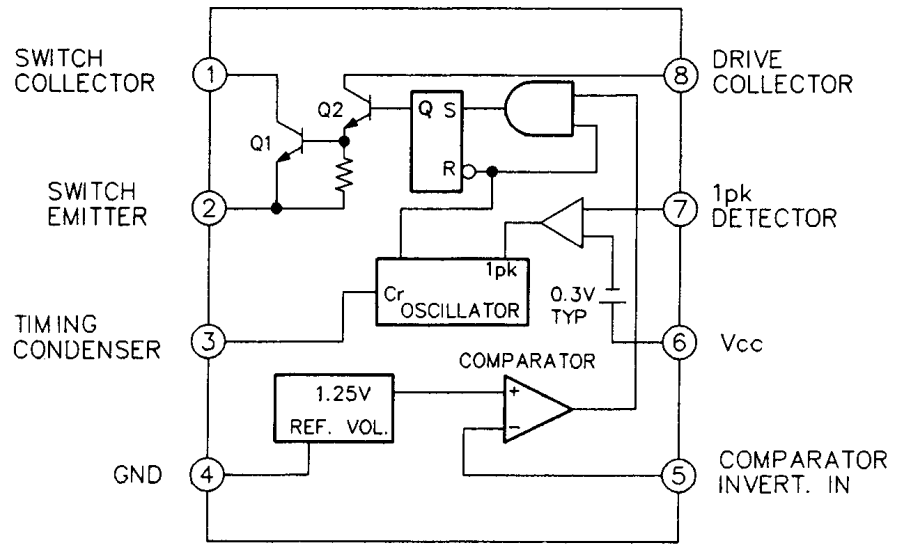 SWITCH
COLLECTOR
1
8
DRIVE
COLLECTOR
Q2
Q1
Q
S
R
SWITCH
EMITTER
2
7
1pk
DETECTOR
1pk
Cr
OSCILLATOR
0.3V
TYP
TIMING
CONDENSER
3
6
Vcc
COMPARATOR
1.25V
REF. VOL.
+
−
GND
4
5
COMPARATOR
INVERT. IN